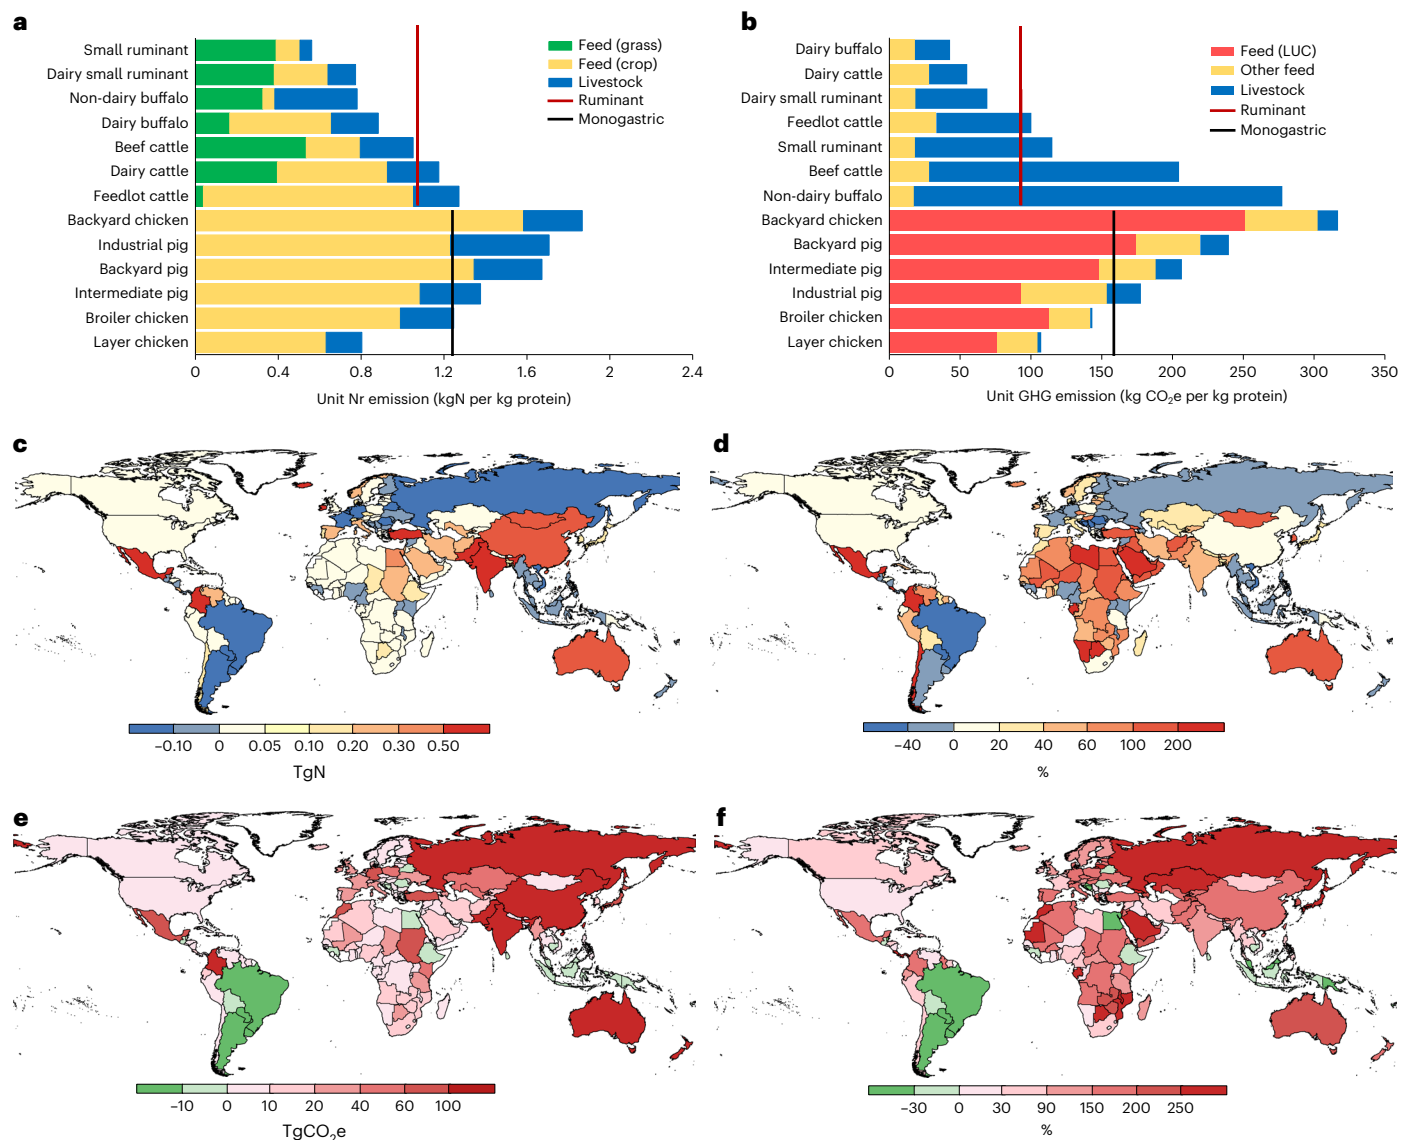 a
Small ruminant
Dairy small ruminant
Non-dairy buffalo
Dairy buffalo
Beef cattle
Dairy cattle
Feedlot cattle
Backyard chicken
Industrial pig
Backyard pig
Intermediate pig
Broiler chicken
Layer chicken
Feed (grass)
Feed (crop)
Livestock
Ruminant
Monogastric
0 0.4 0.8 1.2 1.6 2 2.4
Unit Nr emission (kgN per kg protein)
b
Dairy buffalo
Dairy cattle
Dairy small ruminant
Feedlot cattle
Small ruminant
Beef cattle
Non-dairy buffalo
Backyard chicken
Backyard pig
Intermediate pig
Industrial pig
Broiler chicken
Layer chicken
Feed (LUC)
Other feed
Livestock
Ruminant
Monogastric
0 50 100 150 200 250 300 350
Unit GHG emission (kg CO₂e per kg protein)
c
−0.10 0 0.05 0.10 0.20 0.30 0.50
TgN
d
−40 0 20 40 60 100 200
%
e
−10 0 10 20 40 60 100
TgCO₂e
f
−30 0 30 90 150 200 250
%